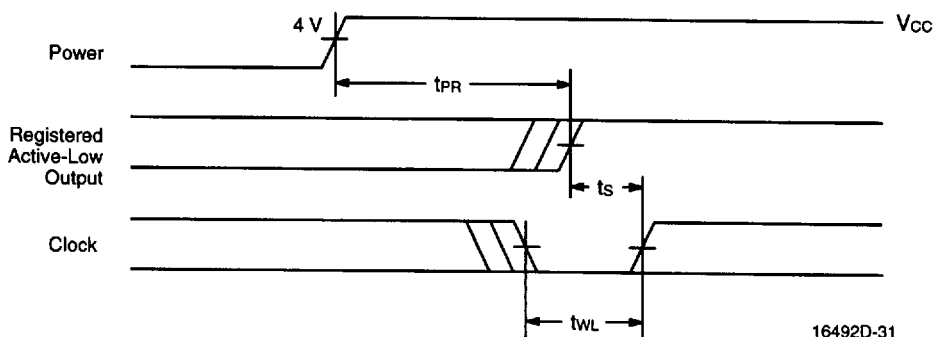 4 V
VCC
Power
tPR
Registered
Active-Low
Output
tS
Clock
tWL
16492D-31